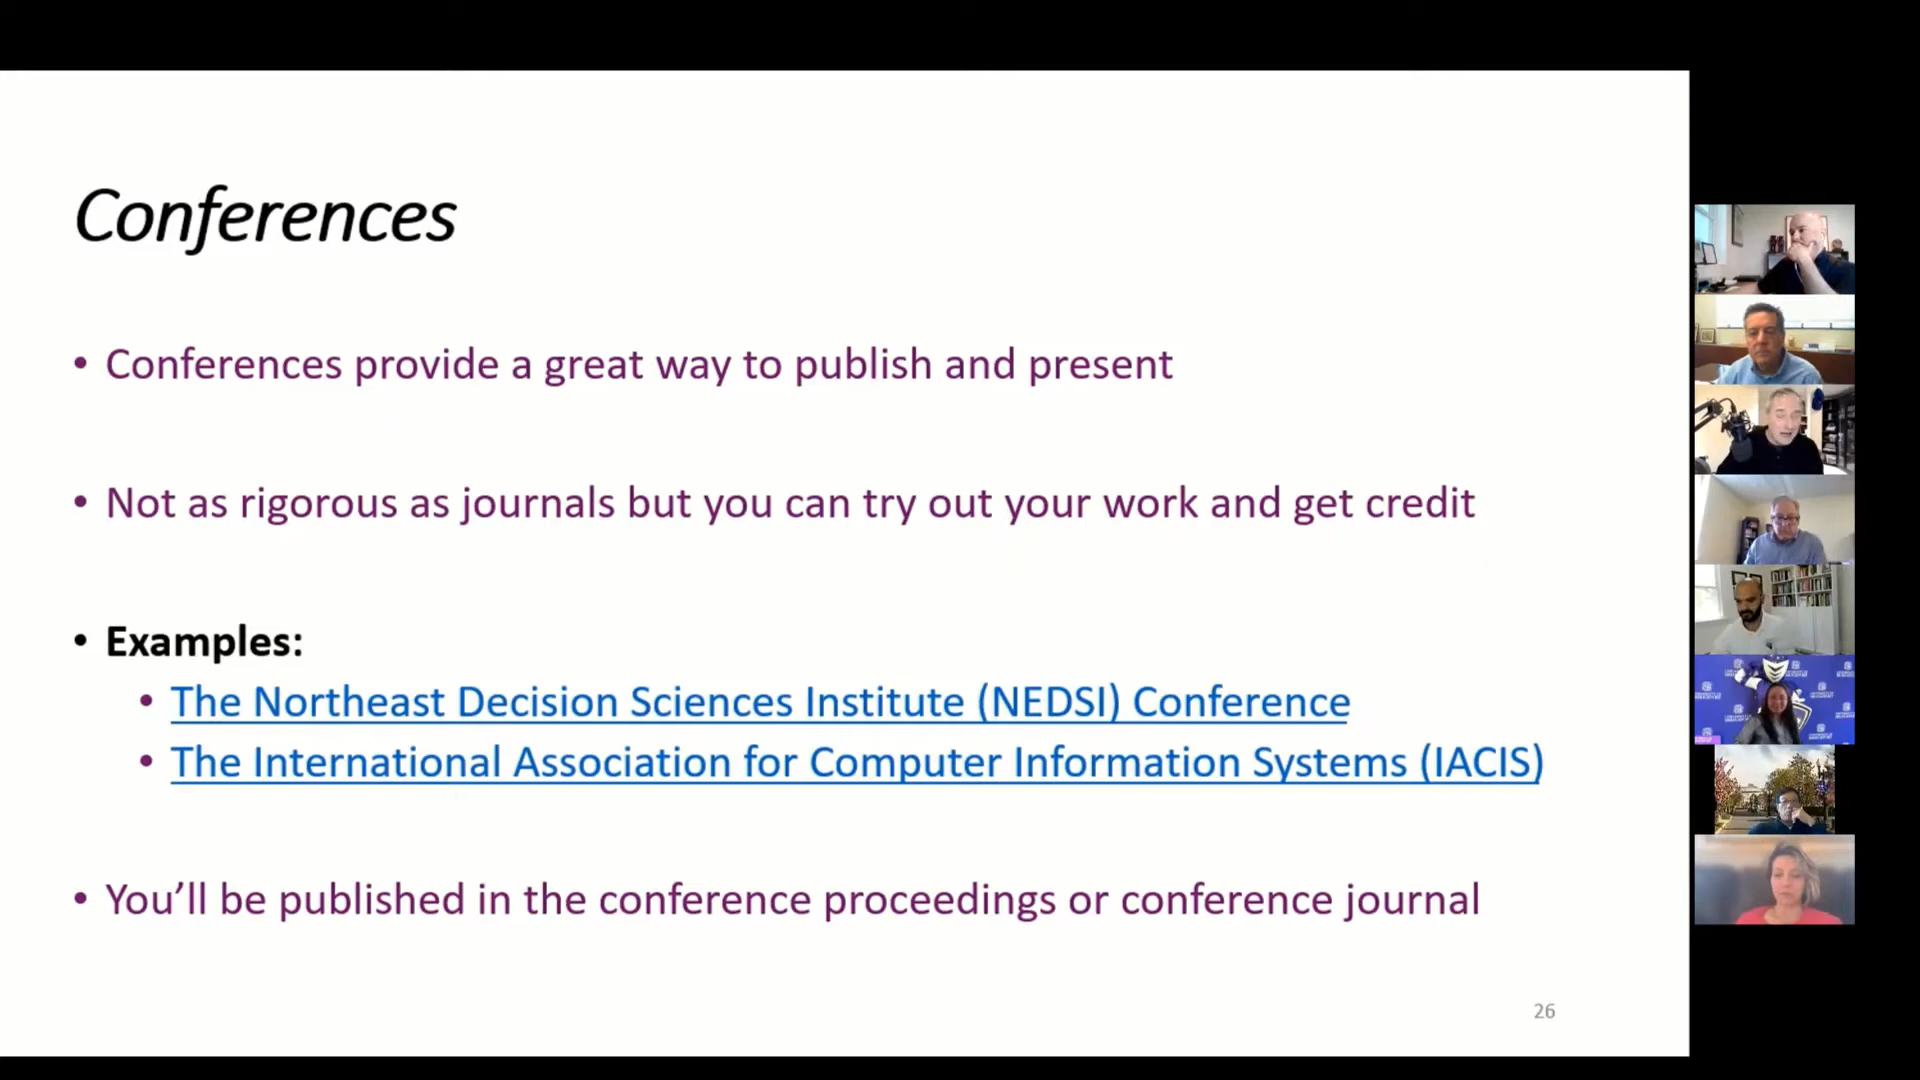 Conferences
• Conferences provide a great way to publish and present
• Not as rigorous as journals but you can try out your work and get credit
• Examples:
• The Northeast Decision Sciences Institute (NEDSI) Conference
• The International Association for Computer Information Systems (IACIS)
• You’ll be published in the conference proceedings or conference journal
26